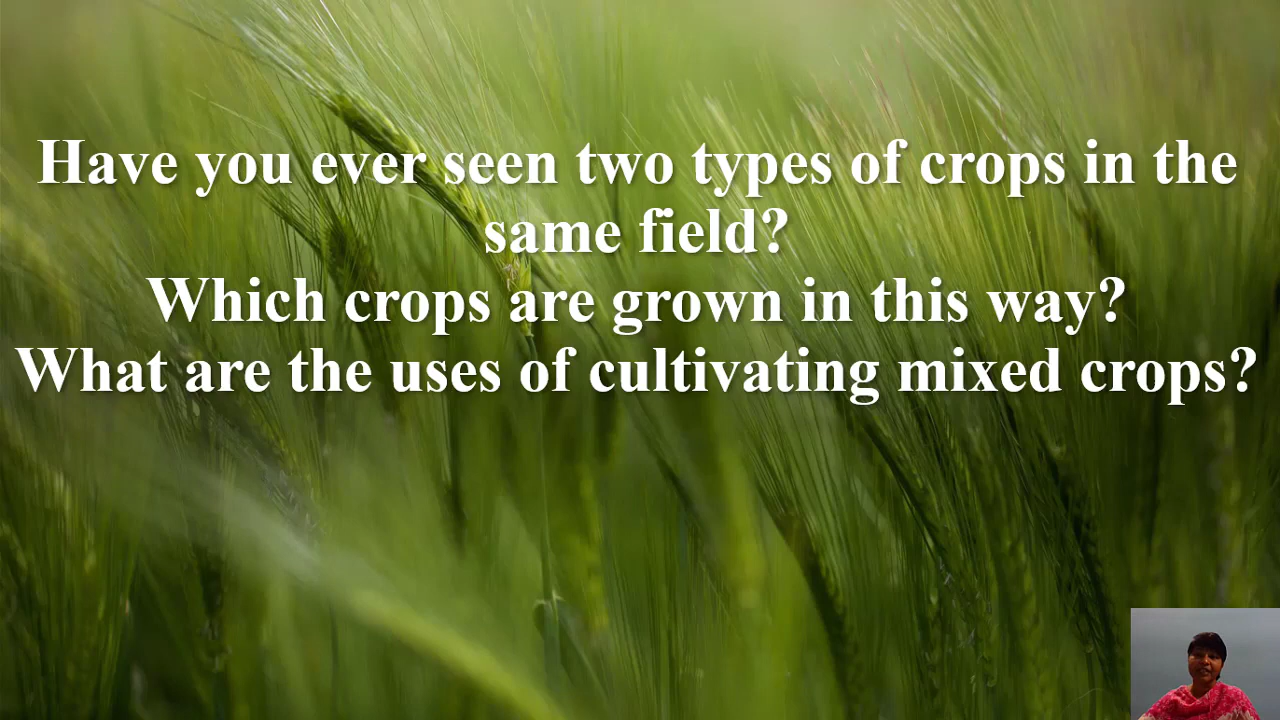 Have you ever seen two types of crops in the
same field?
Which crops are grown in this way?
What are the uses of cultivating mixed crops?